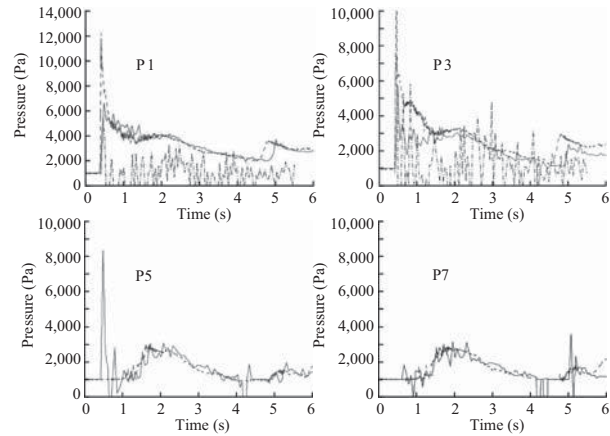 14,000
12,000
10,000
8,000
6,000
4,000
2,000
0
Pressure (Pa)
P 1
0 1 2 3 4 5 6
Time (s)
10,000
8,000
6,000
4,000
2,000
0
Pressure (Pa)
P 3
0 1 2 3 4 5 6
Time (s)
10,000
8,000
6,000
4,000
2,000
0
Pressure (Pa)
P5
0 1 2 3 4 5 6
Time (s)
10,000
8,000
6,000
4,000
2,000
0
Pressure (Pa)
P7
0 1 2 3 4 5 6
Time (s)